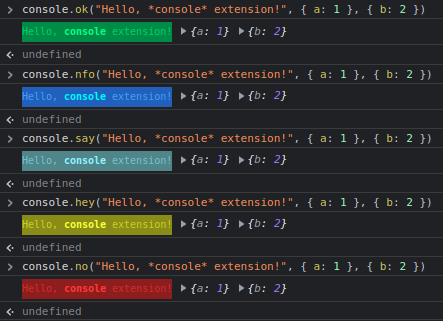 console.ok("Hello, *console* extension!", { a: 1 }, { b: 2 })
Hello, console extension! {a: 1} {b: 2}
undefined
console.nfo("Hello, *console* extension!", { a: 1 }, { b: 2 })
Hello, console extension! {a: 1} {b: 2}
undefined
console.say("Hello, *console* extension!", { a: 1 }, { b: 2 })
Hello, console extension! {a: 1} {b: 2}
undefined
console.hey("Hello, *console* extension!", { a: 1 }, { b: 2 })
Hello, console extension! {a: 1} {b: 2}
undefined
console.no("Hello, *console* extension!", { a: 1 }, { b: 2 })
Hello, console extension! {a: 1} {b: 2}
undefined